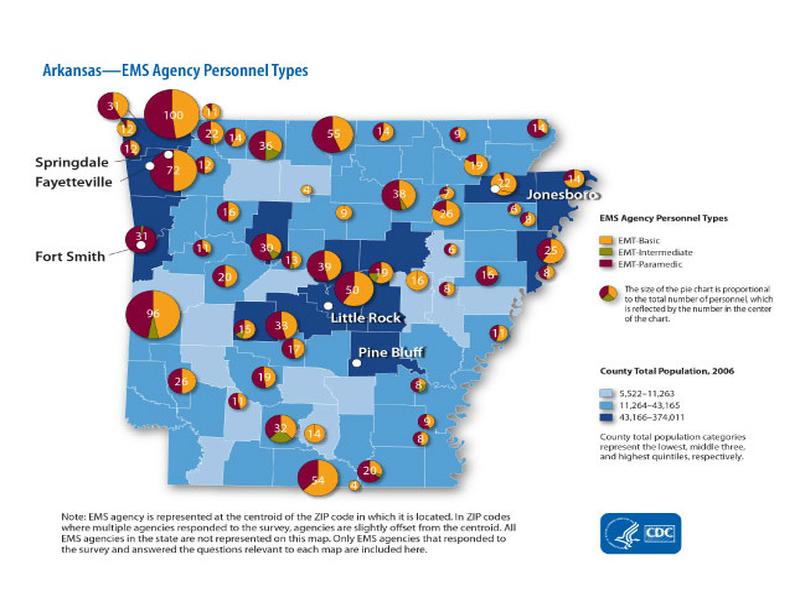 Arkansas—EMS Agency Personnel Types
31
100
11
12
22
14
36
55
14
9
14
12
Springdale
72
12
19
Fayetteville
4
38
22
14
Jonesboro
16
9
26
6
8
EMS Agency Personnel Types
31
11
30
13
39
6
25
EMT-Basic
EMT-Intermediate
EMT-Paramedic
Fort Smith
20
50
19
16
8
16
8
The size of the pie chart is proportional
to the total number of personnel, which
is reflected by the number in the center
of the chart.
96
15
33
Little Rock
11
17
Pine Bluff
County Total Population, 2006
26
19
8
5,522–11,263
11,264–43,165
43,166–374,011
11
32
14
9
8
County total population categories
represent the lowest, middle three,
and highest quintiles, respectively.
54
20
4
Note: EMS agency is represented at the centroid of the ZIP code in which it is located. In ZIP codes
where multiple agencies responded to the survey, agencies are slightly offset from the centroid. All
EMS agencies in the state are not represented on this map. Only EMS agencies that responded to
the survey and answered the questions relevant to each map are included here.
CDC